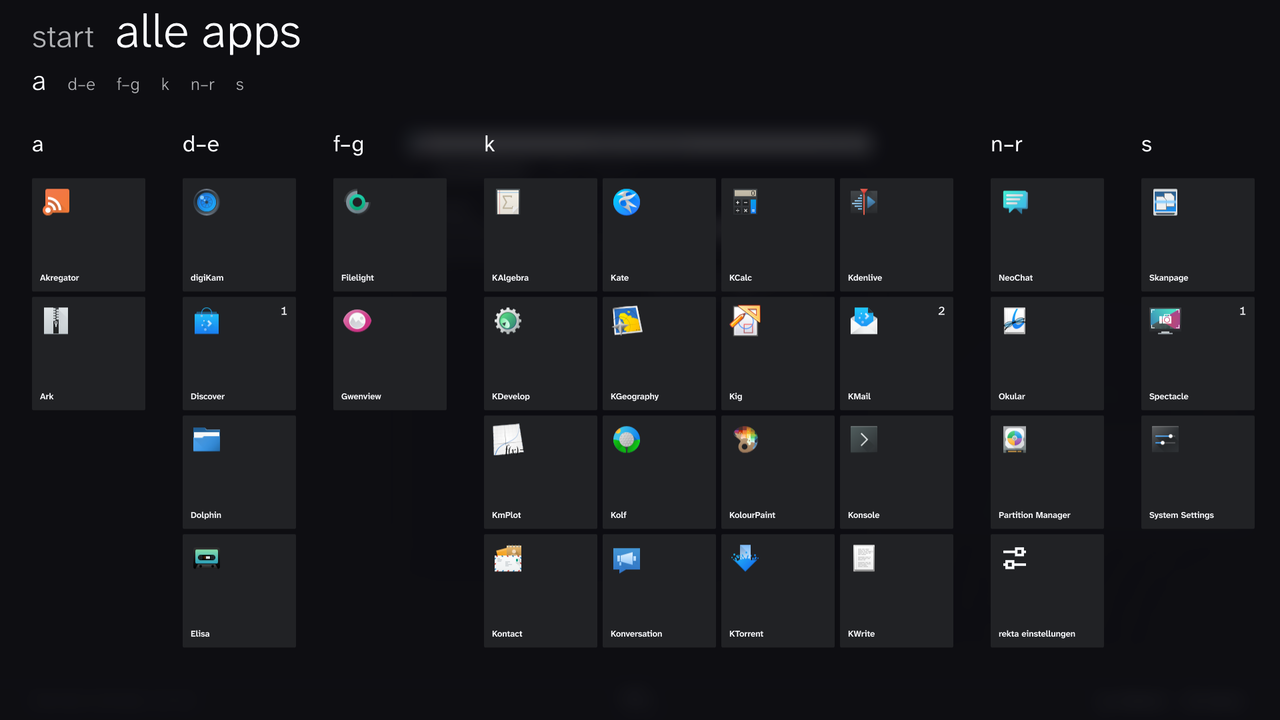 start alle apps
a d–e f–g k n–r s
a d–e f–g k n–r s
Akregator digiKam Filelight KAlgebra Kate KCalc Kdenlive NeoChat Skanpage
1 2 1
Ark Discover Gwenview KDevelop KGeography Kig KMail Okular Spectacle
Dolphin KmPlot Kolf KolourPaint Konsole Partition Manager System Settings
Elisa Kontact Konversation KTorrent KWrite rekta einstellungen